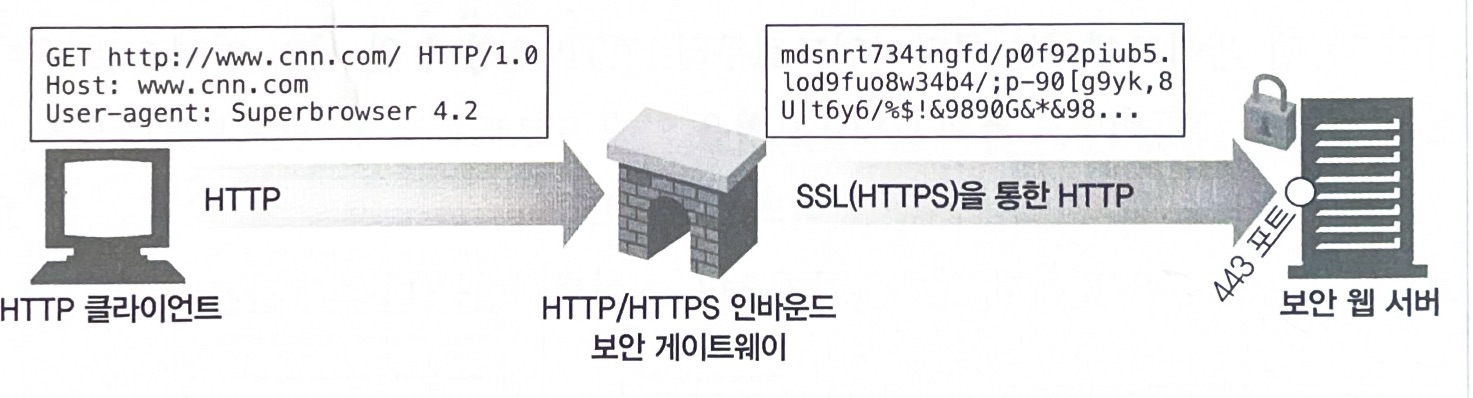 GET http://www.cnn.com/ HTTP/1.0
Host: www.cnn.com
User-agent: Superbrowser 4.2
mdsnrt734tngfd/p0f92piub5.
lod9fuo8w34b4/;p-90[g9yk,8
U|t6y6/%$!&9890G&*&98...
HTTP
SSL(HTTPS)을 통한 HTTP
443 포트
HTTP 클라이언트
HTTP/HTTPS 인바운드
보안 게이트웨이
보안 웹 서버